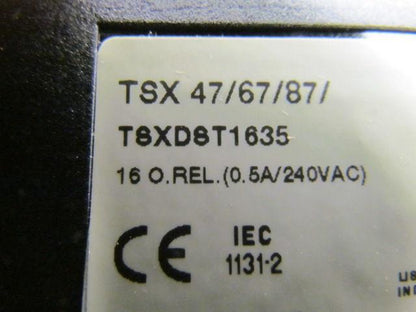 TSX 47/67/87/
TSXDST1635
16 O.REL.(0.5A/240VAC)
CE IEC
1131-2